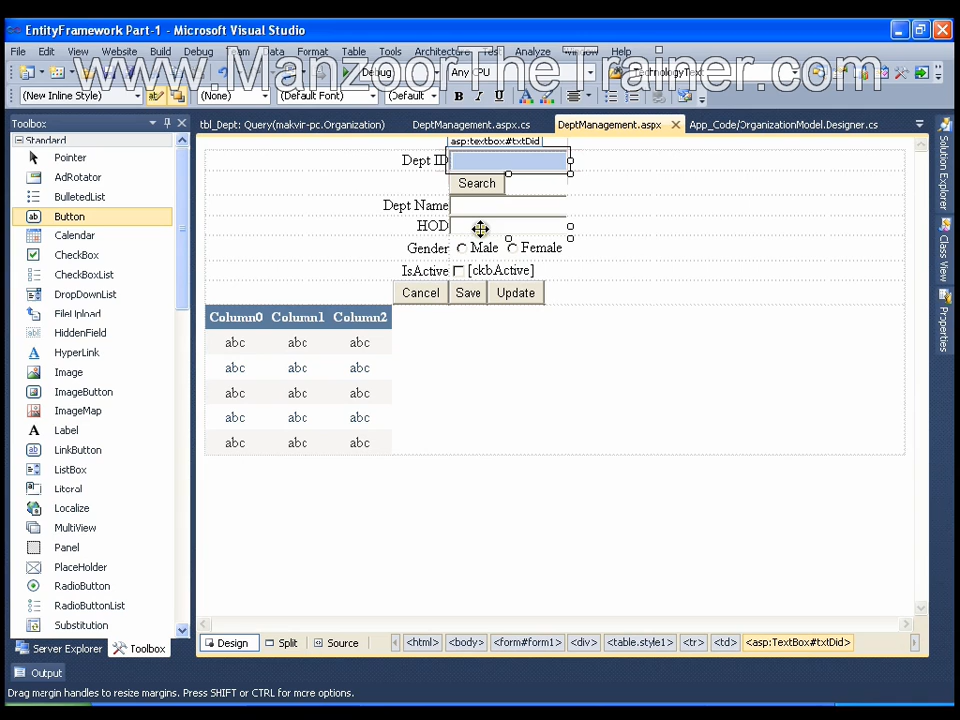 EntityFramework Part-1 - Microsoft Visual Studio
File Edit View Website Build Debug Team Data Format Table Tools Architecture Test Analyze Window Help
www.ManzoorTheTrainer.com
Debug Any CPU TechnologyText
(New Inline Style) (None) (Default Font) (Default B I U A
Toolbox
tbl_Dept: Query(makvir-pc.Organization) DeptManagement.aspx.cs DeptManagement.aspx App_Code/OrganizationModel.Designer.cs
Standard
Pointer
AdRotator
BulletedList
Button
Calendar
CheckBox
CheckBoxList
DropDownList
FileUpload
HiddenField
HyperLink
Image
ImageButton
ImageMap
Label
LinkButton
ListBox
Literal
Localize
MultiView
Panel
PlaceHolder
RadioButton
RadioButtonList
Substitution
asp:textbox#txtDid
Dept ID
Search
Dept Name
HOD
Gender Male Female
IsActive [ckbActive]
Cancel Save Update
Column0 Column1 Column2
abc abc abc
abc abc abc
abc abc abc
abc abc abc
abc abc abc
Solution Explorer
Class View
Properties
Server Explorer Toolbox
Design Split Source <html> <body> <form#form1> <div> <table.style1> <tr> <td> <asp:TextBox#txtDid>
Output
Drag margin handles to resize margins. Press SHIFT or CTRL for more options.